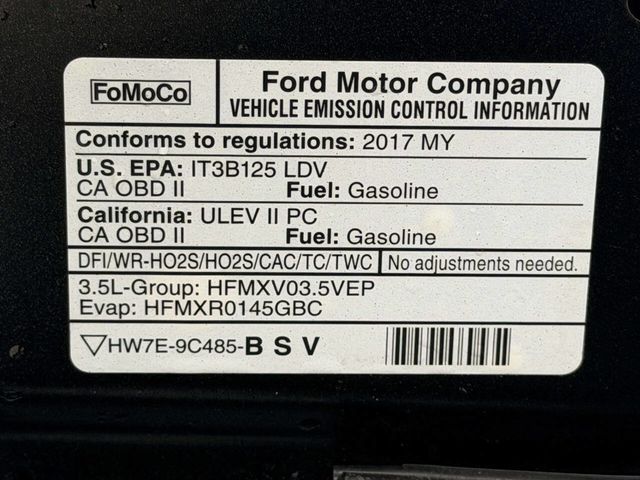 FoMoCo
Ford Motor Company
VEHICLE EMISSION CONTROL INFORMATION
Conforms to regulations: 2017 MY
U.S. EPA: IT3B125 LDV
CA OBD II Fuel: Gasoline
California: ULEV II PC
CA OBD II Fuel: Gasoline
DFI/WR-HO2S/HO2S/CAC/TC/TWC No adjustments needed.
3.5L-Group: HFMXV03.5VEP
Evap: HFMXR0145GBC
HW7E-9C485-B S V